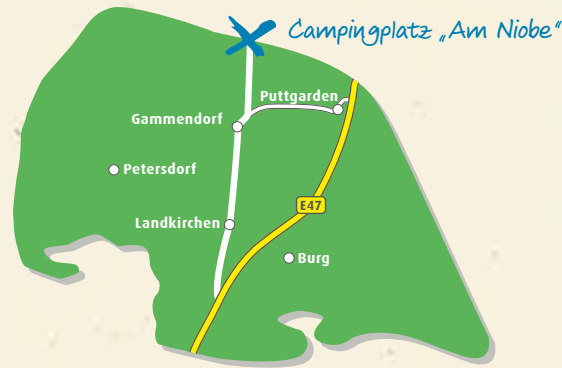 Campingplatz „Am Niobe"
Puttgarden
Gammendorf
Petersdorf
E47
Landkirchen
Burg